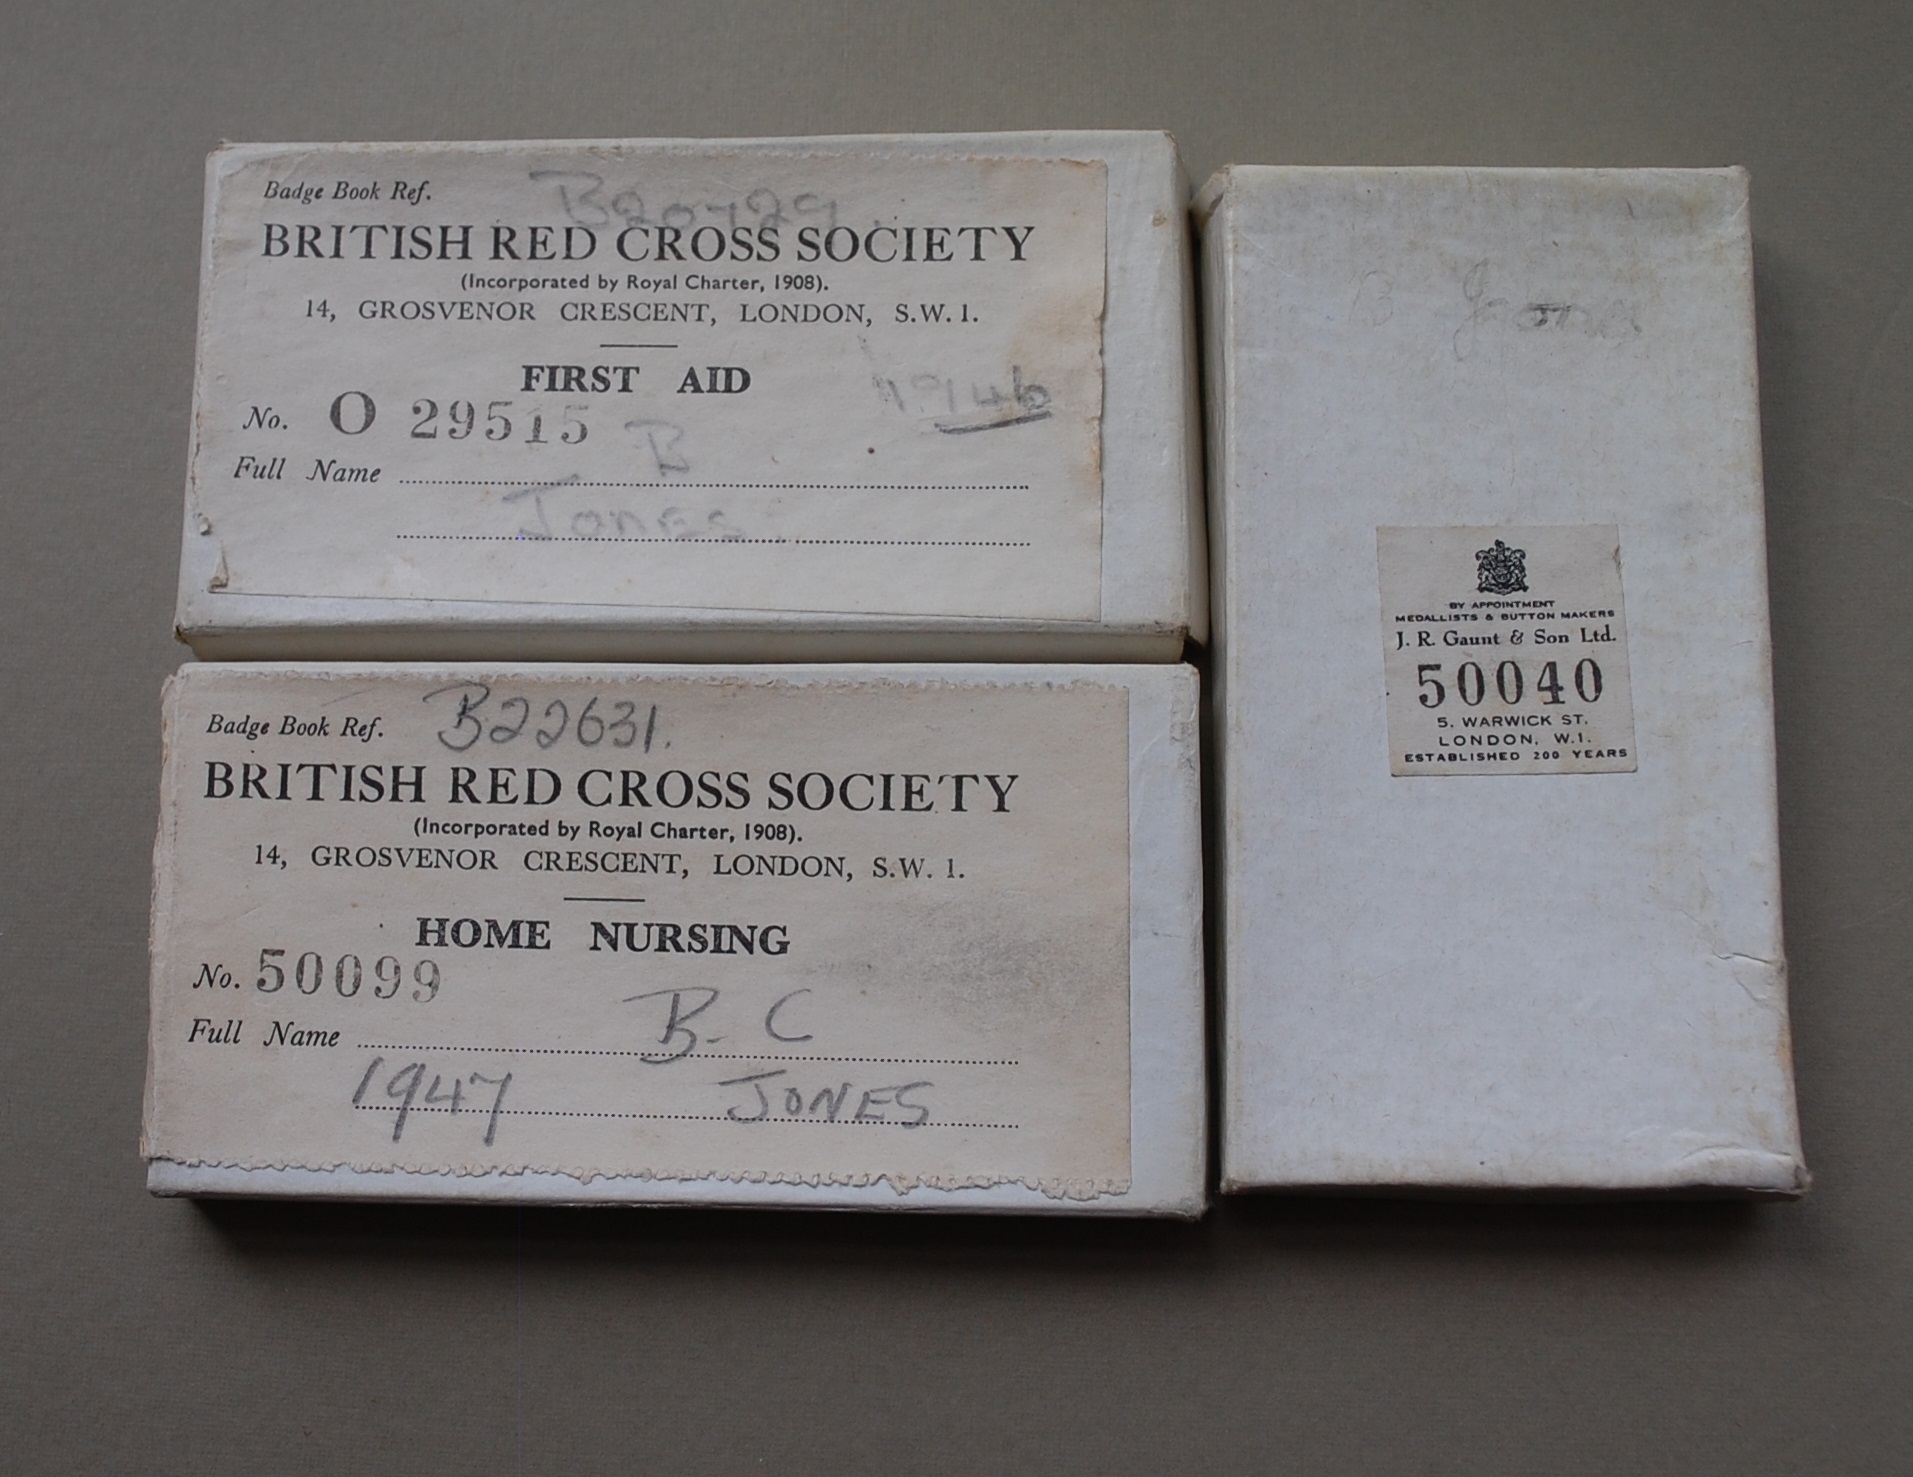 Badge Book Ref. B20729.
BRITISH RED CROSS SOCIETY
(Incorporated by Royal Charter, 1908).
14, GROSVENOR CRESCENT, LONDON, S.W. 1.
FIRST AID
1946
No. O 29515
B
Full Name
Jones.
Badge Book Ref. B22631.
BRITISH RED CROSS SOCIETY
(Incorporated by Royal Charter, 1908).
14, GROSVENOR CRESCENT, LONDON, S.W. 1.
HOME NURSING
No. 50099
Full Name B. C
1947 JONES
B Jones
BY APPOINTMENT
MEDALLISTS & BUTTON MAKERS
J. R. Gaunt & Son Ltd.
50040
5. WARWICK ST.
LONDON, W.1.
ESTABLISHED 200 YEARS